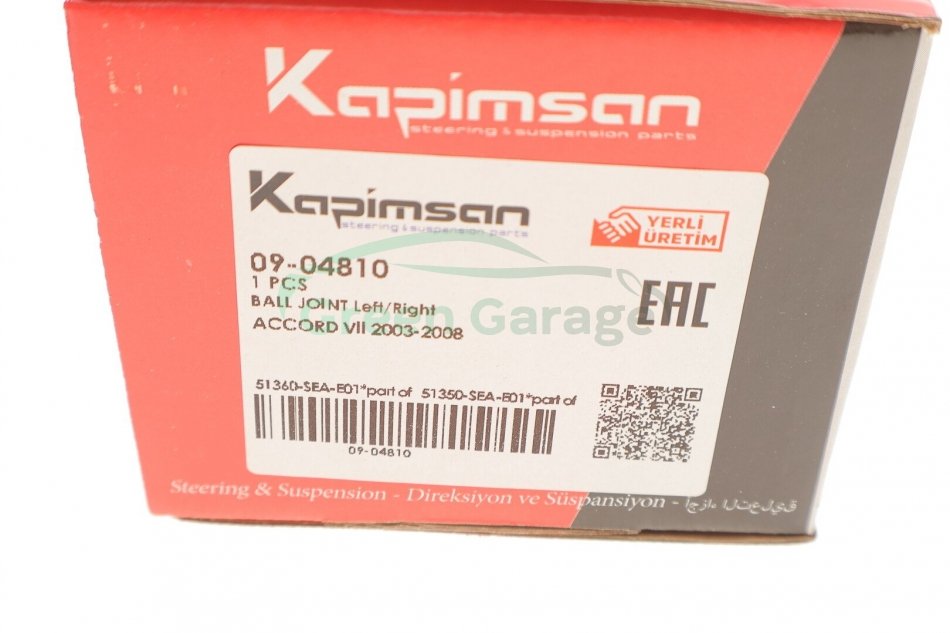 Kapimsan
steering & suspension parts
Kapimsan
steering & suspension parts
YERLİ
ÜRETİM
09-04810
1 PCS
BALL JOINT Left/Right
ACCORD VII 2003-2008
EAC
Green Garage
51360-SEA-E01*part of 51350-SEA-E01*part of
09-04810
Steering & Suspension - Direksiyon ve Süspansiyon - اجزاء التعليق